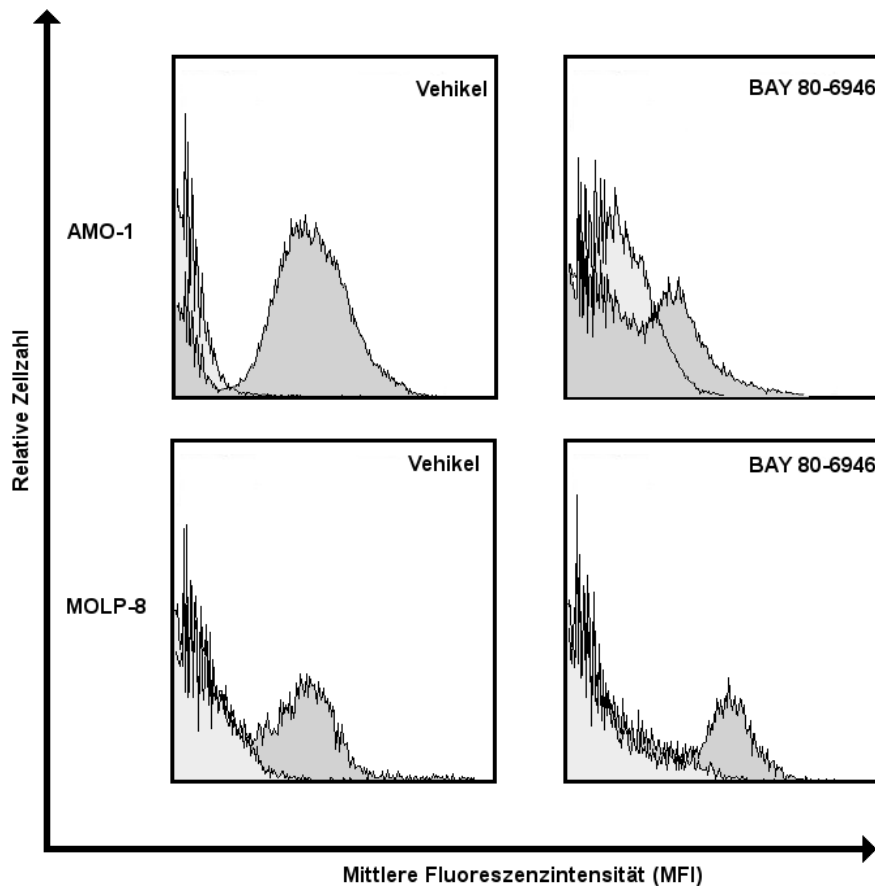 Vehikel
BAY 80-6946
AMO-1
Relative Zellzahl
Vehikel
BAY 80-6946
MOLP-8
Mittlere Fluoreszenzintensität (MFI)